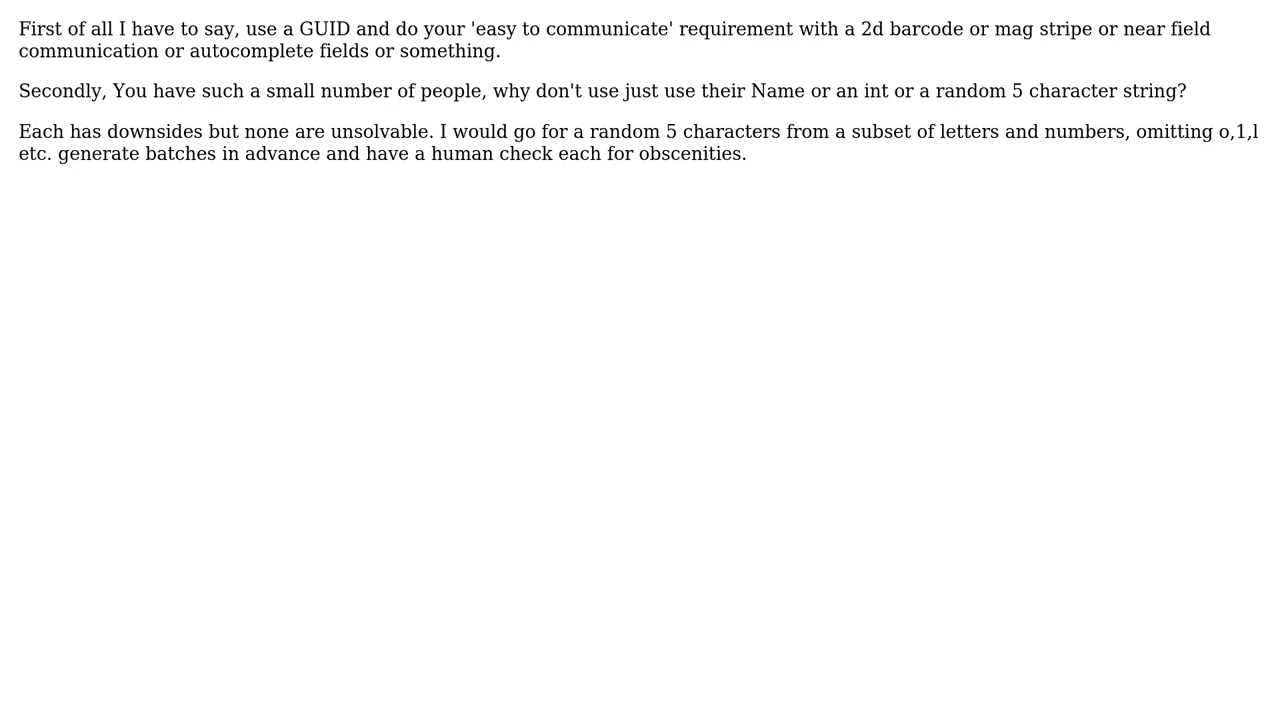 First of all I have to say, use a GUID and do your 'easy to communicate' requirement with a 2d barcode or mag stripe or near field
communication or autocomplete fields or something.
Secondly, You have such a small number of people, why don't use just use their Name or an int or a random 5 character string?
Each has downsides but none are unsolvable. I would go for a random 5 characters from a subset of letters and numbers, omitting o,1,l
etc. generate batches in advance and have a human check each for obscenities.